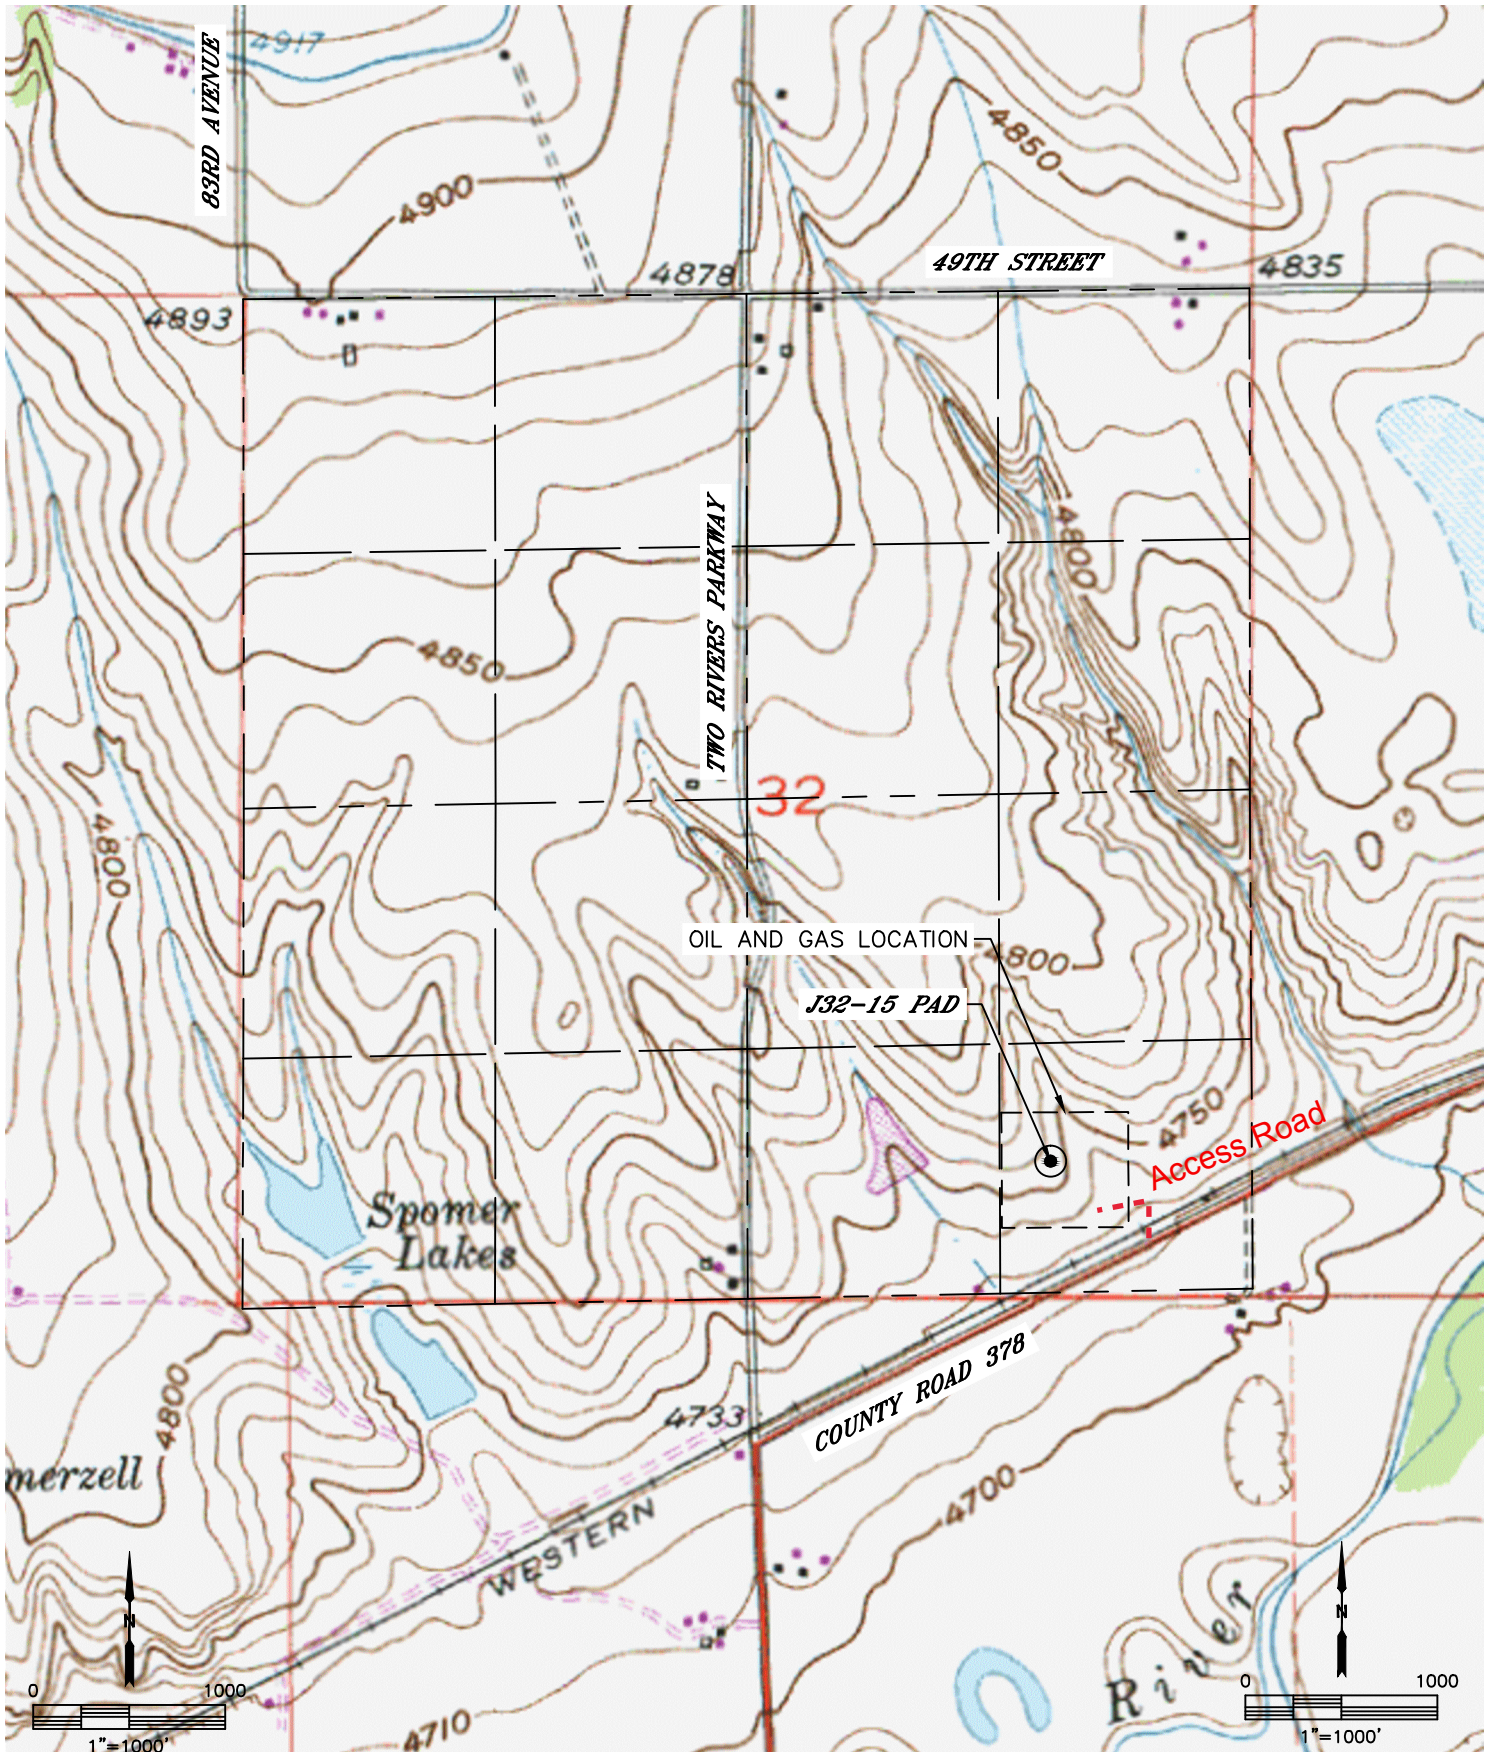 4917
83RD AVENUE
4850
4900
4878
49TH STREET
4835
4893
4800
TWO RIVERS PARKWAY
4850
32
4800
OIL AND GAS LOCATION
4800
J32-15 PAD
4750
Access Road
Spomer
Lakes
4733
COUNTY ROAD 378
4800
merzell
4700
WESTERN
River
N
N
0 1000
1"=1000'
0 1000
1"=1000'
4710